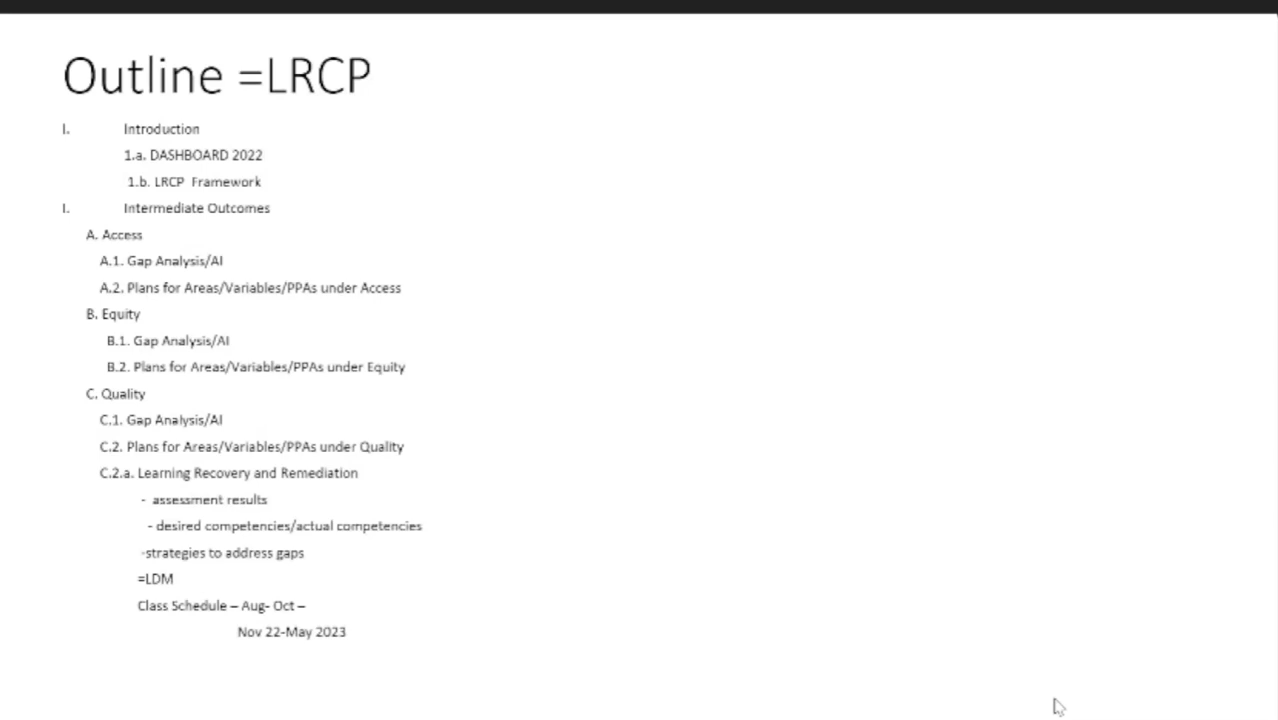 Outline =LRCP
I. Introduction
1.a. DASHBOARD 2022
1.b. LRCP Framework
I. Intermediate Outcomes
A. Access
A.1. Gap Analysis/AI
A.2. Plans for Areas/Variables/PPAs under Access
B. Equity
B.1. Gap Analysis/AI
B.2. Plans for Areas/Variables/PPAs under Equity
C. Quality
C.1. Gap Analysis/AI
C.2. Plans for Areas/Variables/PPAs under Quality
C.2.a. Learning Recovery and Remediation
- assessment results
- desired competencies/actual competencies
-strategies to address gaps
=LDM
Class Schedule – Aug- Oct –
Nov 22-May 2023